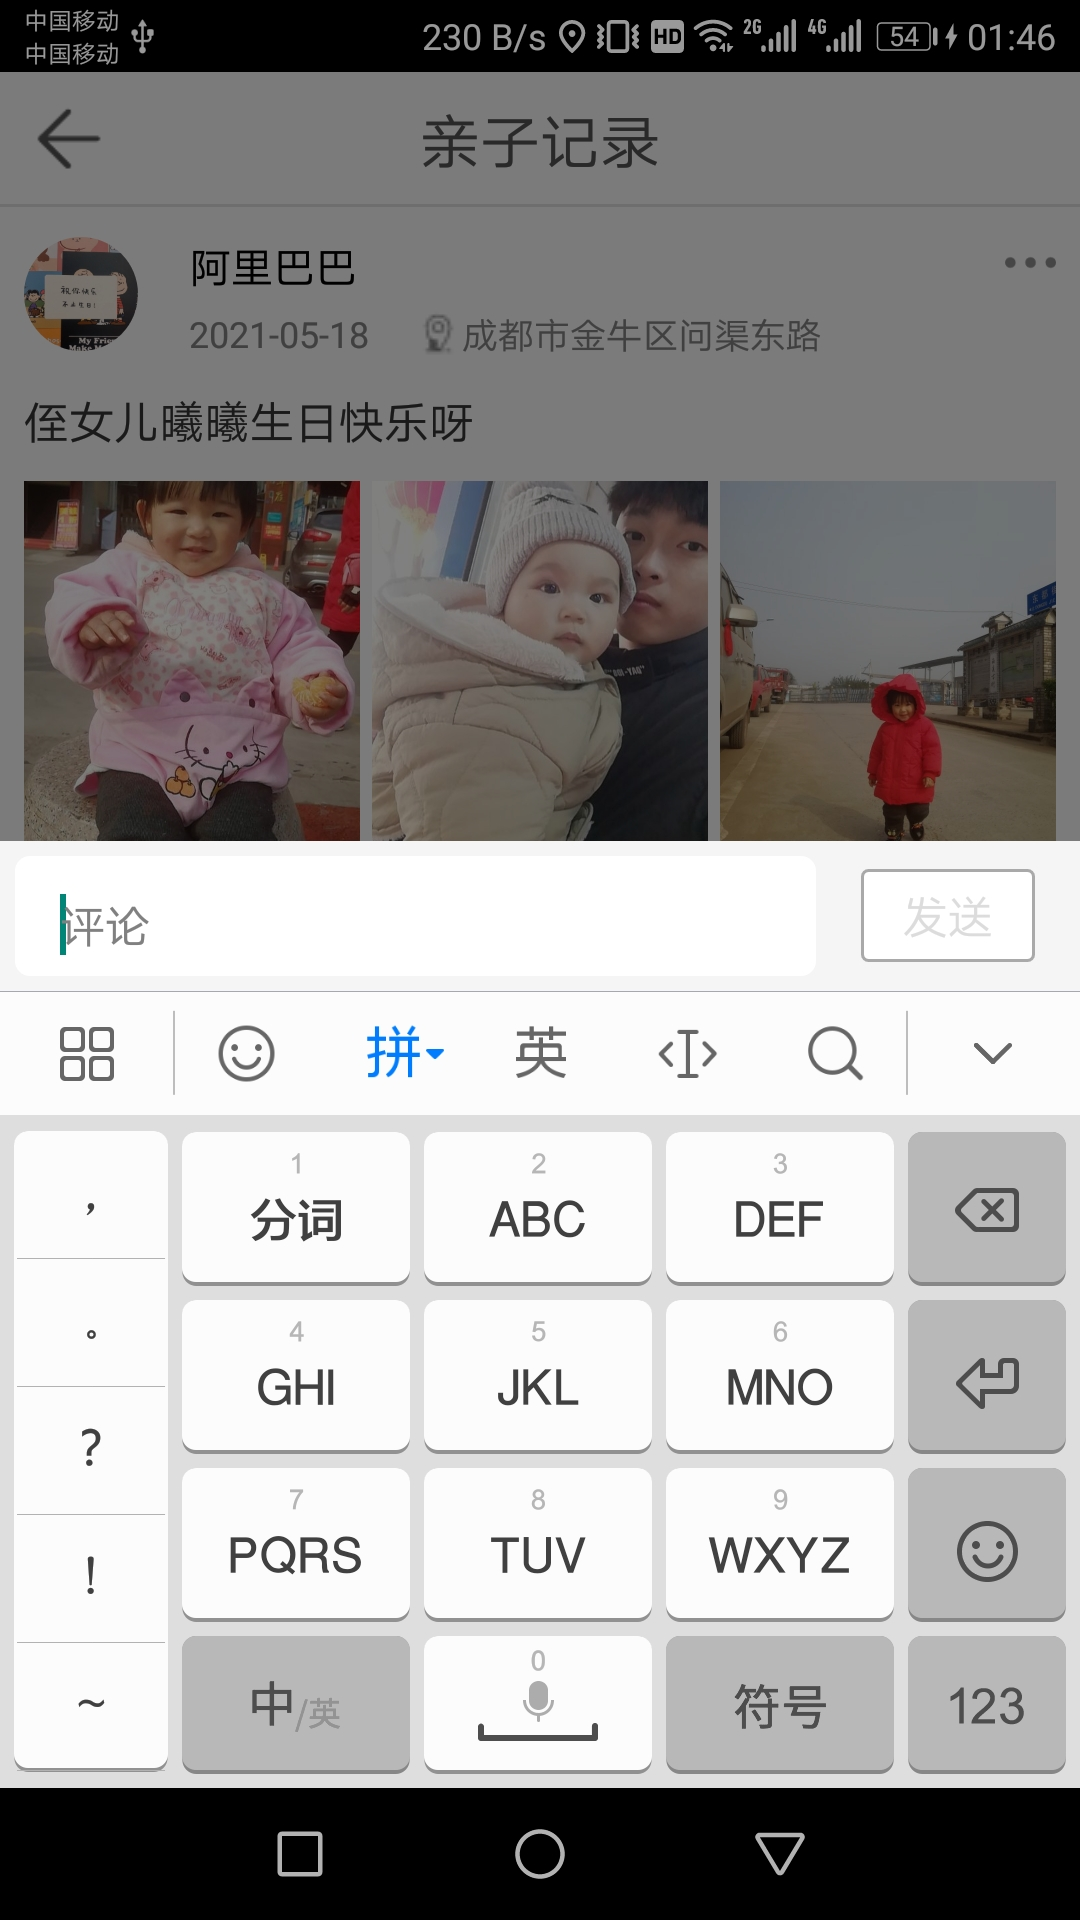 中国移动
中国移动
230 B/s HD 2G 4G 54 01:46
亲子记录
阿里巴巴
2021-05-18 成都市金牛区问渠东路
侄女儿曦曦生日快乐呀
评论
发送
拼 英
, 1 2 3
分词 ABC DEF
。 4 5 6
GHI JKL MNO
? 7 8 9
PQRS TUV WXYZ
!
~ 中/英 0 符号 123